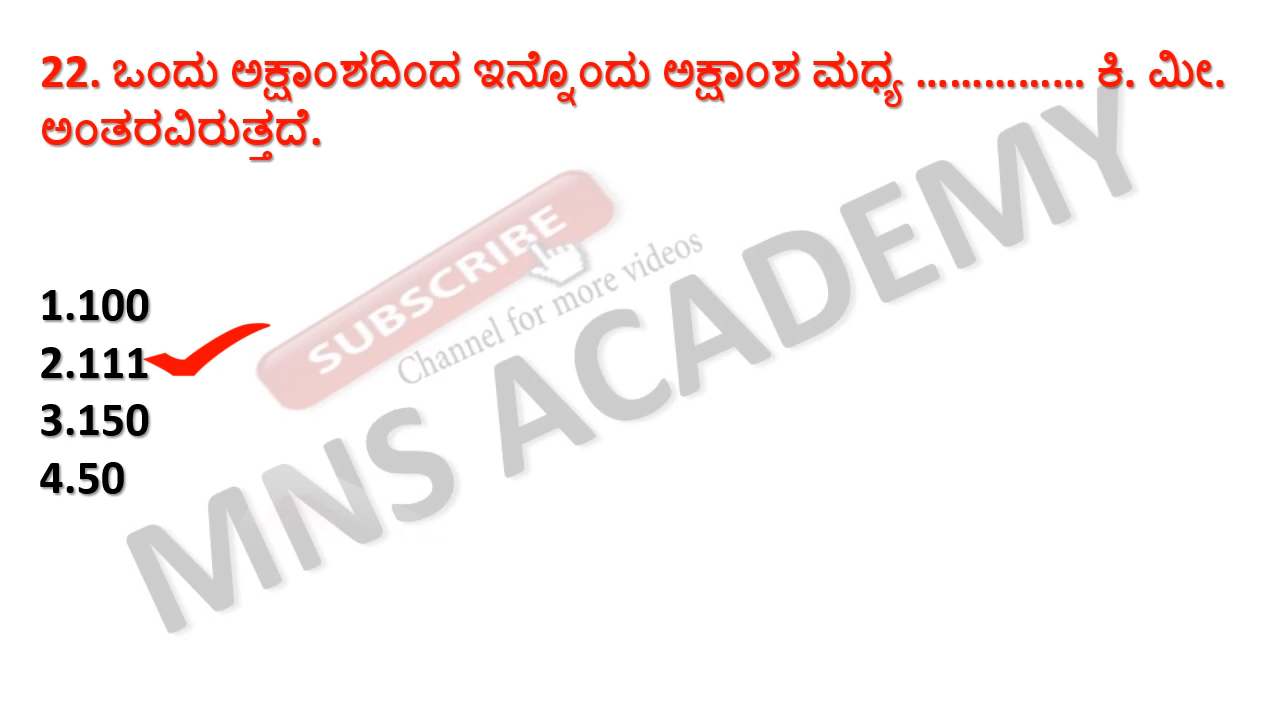 22. ಒಂದು ಅಕ್ಷಾಂಶದಿಂದ ಇನ್ನೊಂದು ಅಕ್ಷಾಂಶ ಮಧ್ಯ …………… ಕಿ. ಮೀ.
ಅಂತರವಿರುತ್ತದೆ.
SUBSCRIBE
Channel for more videos
MNS ACADEMY
1.100
2.111
3.150
4.50